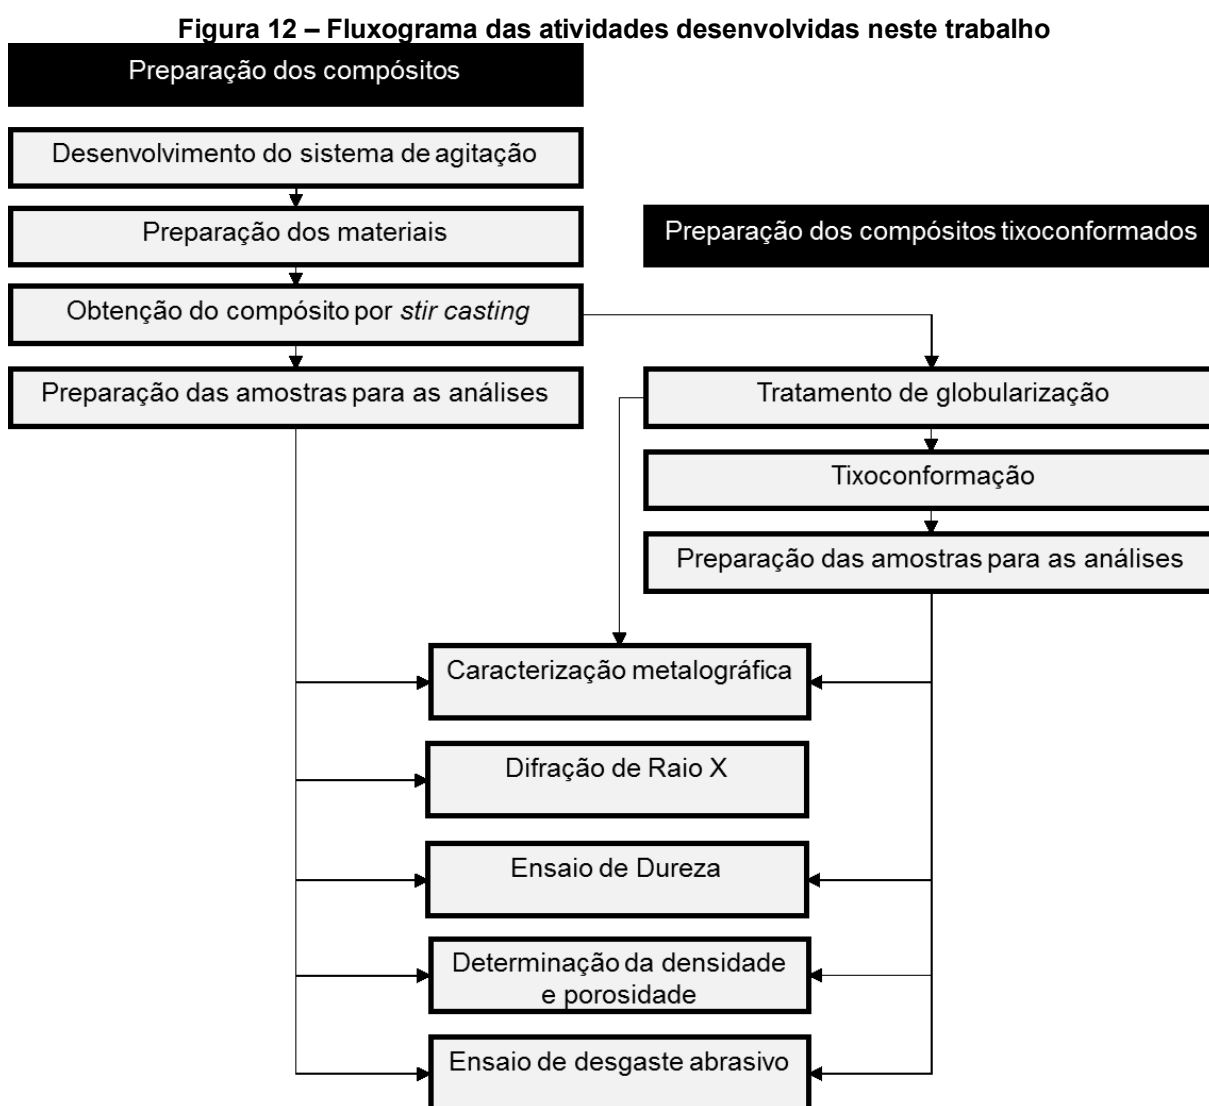 Figura 12 – Fluxograma das atividades desenvolvidas neste trabalho
Preparação dos compósitos
Desenvolvimento do sistema de agitação
Preparação dos materiais
Obtenção do compósito por stir casting
Preparação das amostras para as análises
Preparação dos compósitos tixoconformados
Tratamento de globularização
Tixoconformação
Preparação das amostras para as análises
Caracterização metalográfica
Difração de Raio X
Ensaio de Dureza
Determinação da densidade
e porosidade
Ensaio de desgaste abrasivo